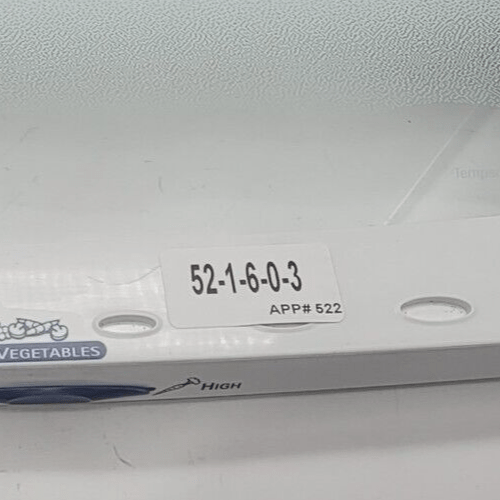 52-1-6-0-3
APP# 522
VEGETABLES
HIGH